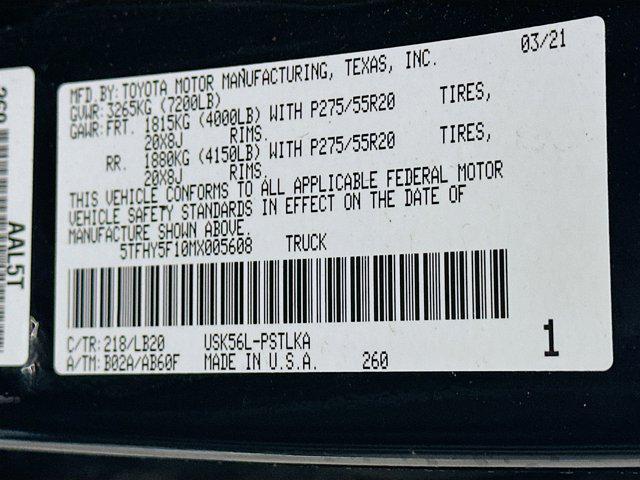 03/21
MFD.BY: TOYOTA MOTOR MANUFACTURING, TEXAS, INC.
GVWR: 3265KG (7200LB)
GAWR: FRT. 1815KG (4000LB) WITH P275/55R20 TIRES,
20X8J RIMS.
RR. 1880KG (4150LB) WITH P275/55R20 TIRES,
20X8J RIMS.
THIS VEHICLE CONFORMS TO ALL APPLICABLE FEDERAL MOTOR
VEHICLE SAFETY STANDARDS IN EFFECT ON THE DATE OF
MANUFACTURE SHOWN ABOVE.
5TFHY5F10MX005608 TRUCK
C/TR: 218/LB20 USK56L-PSTLKA
A/TM: B02A/AB60F MADE IN U.S.A. 260
1
AAL5T